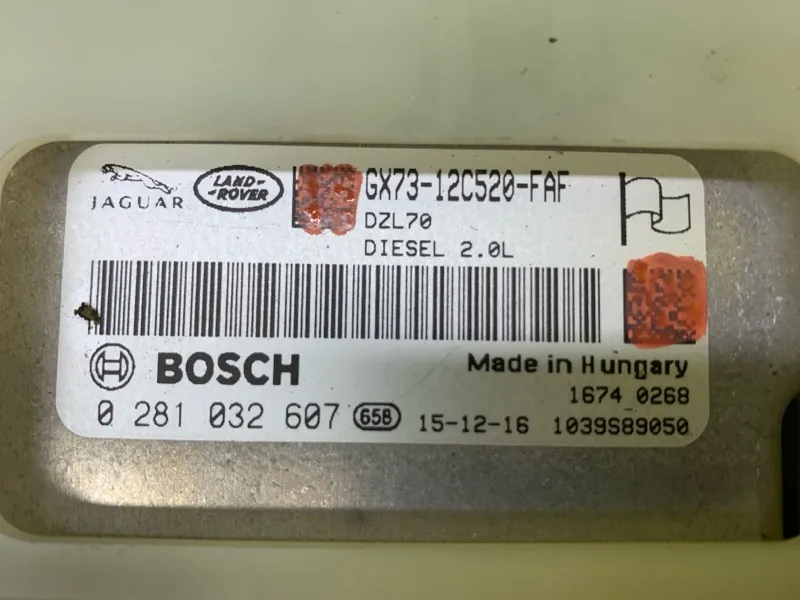 JAGUAR
LAND-
-ROVER
GX73-12C520-FAF
DZL70
DIESEL 2.0L
BOSCH
Made in Hungary
1674 0268
0 281 032 607 658 15-12-16 1039S89050